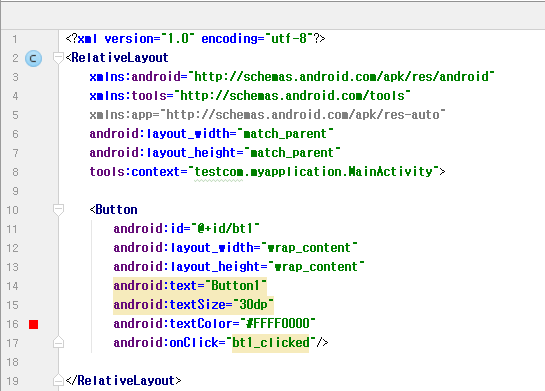 1 <?xml version="1.0" encoding="utf-8"?>
2 C <RelativeLayout
3 xmlns:android="http://schemas.android.com/apk/res/android"
4 xmlns:tools="http://schemas.android.com/tools"
5 xmlns:app="http://schemas.android.com/apk/res-auto"
6 android:layout_width="match_parent"
7 android:layout_height="match_parent"
8 tools:context="testcom.myapplication.MainActivity">
9
10 <Button
11 android:id="@+id/bt1"
12 android:layout_width="wrap_content"
13 android:layout_height="wrap_content"
14 android:text="Button1"
15 android:textSize="30dp"
16 android:textColor="#FFFF0000"
17 android:onClick="bt1_clicked"/>
18
19 </RelativeLayout>